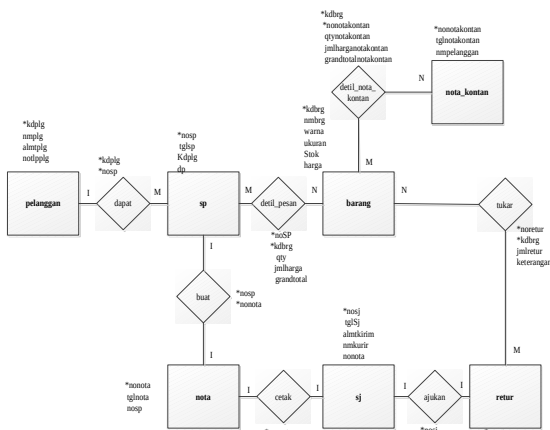 *kdbrg
*nonotakontan
qtynotakontan
jmlharganotakontan
grandtotalnotakontan
*nonotakontan
tglnotakontan
nmpelanggan
detil_nota_
kontan
N
nota_kontan
*kdbrg
nmbrg
warna
ukuran
Stok
harga
M
*kdplg
nmplg
almtplg
notlpplg
*kdplg
*nosp
*nosp
tglsp
Kdplg
dp
pelanggan
I
dapat
M
sp
M
detil_pesan
N
barang
N
tukar
*noSP
*kdbrg
qty
jmlharga
grandtotal
*noretur
*kdbrg
jmlretur
keterangan
I
buat
*nosp
*nonota
I
*nosj
tglSj
almtkirim
nmkurir
nonota
M
*nonota
tglnota
nosp
nota
I
cetak
I
sj
I
ajukan
I
retur